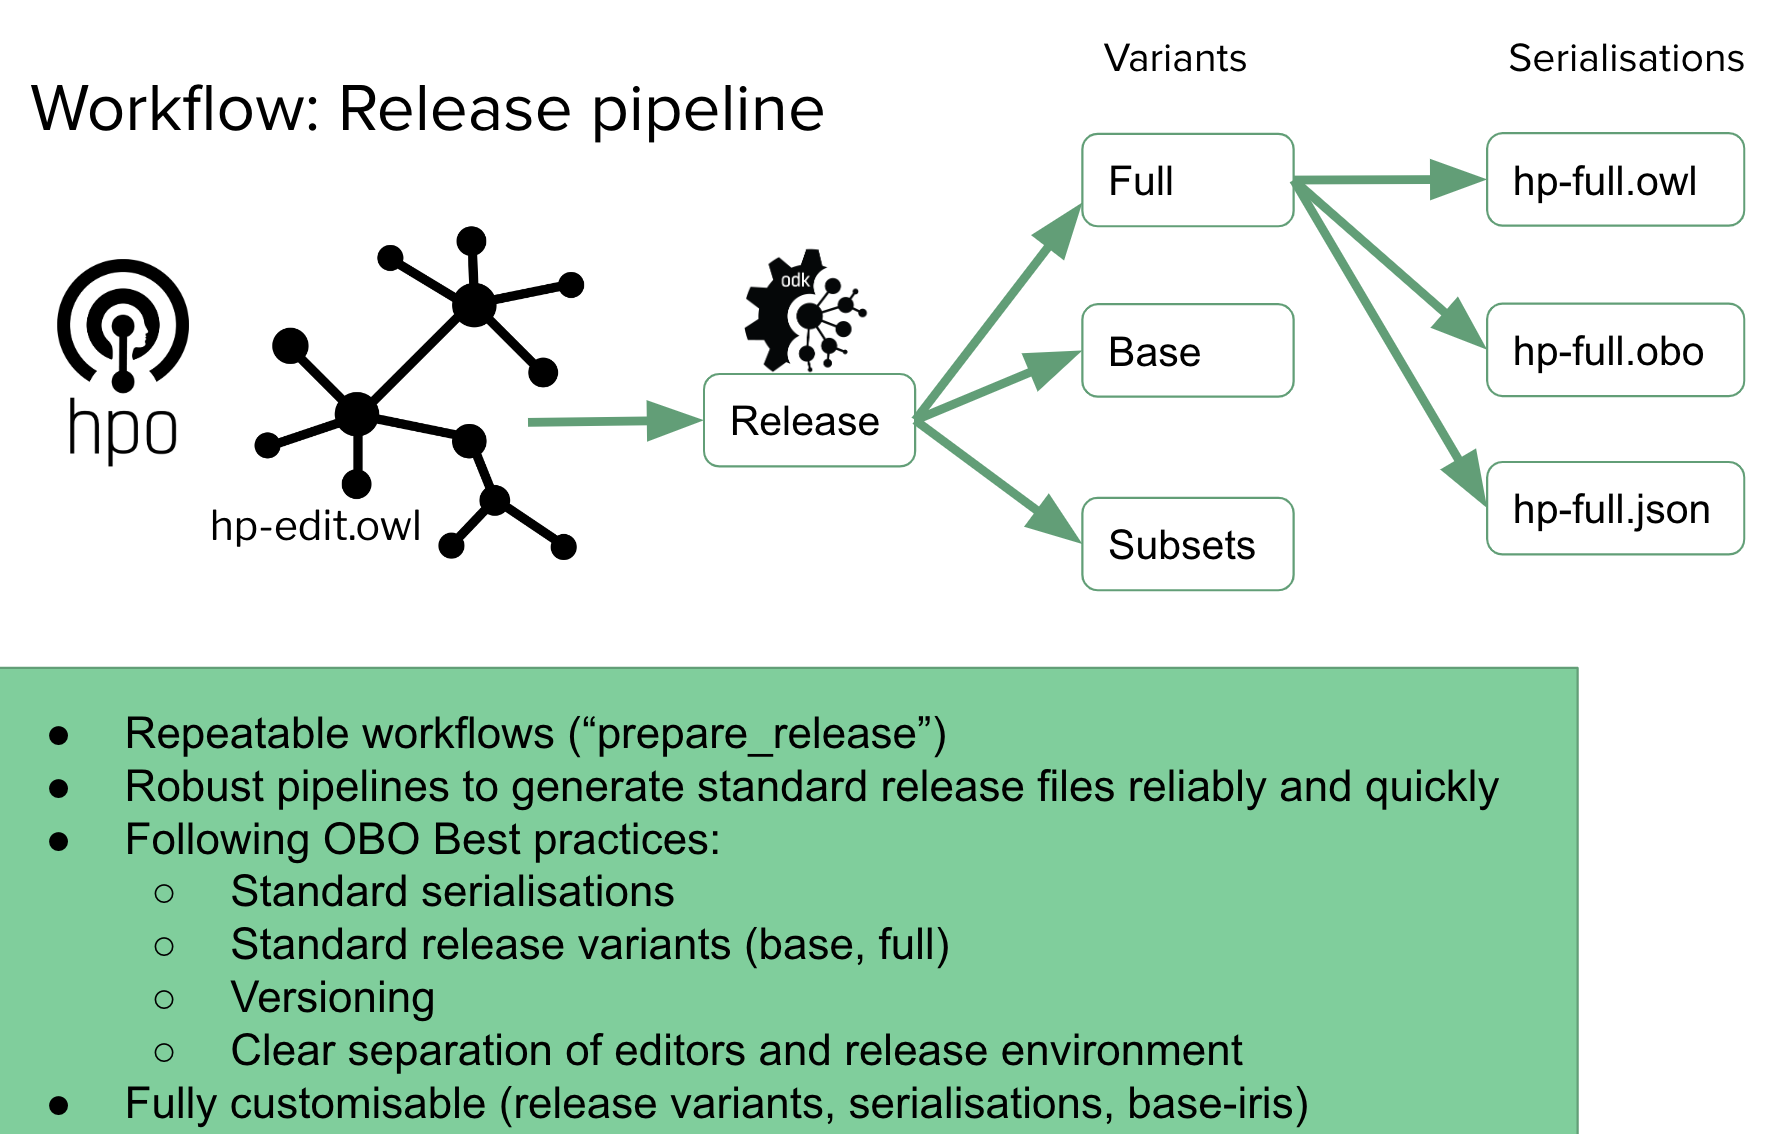 Workflow: Release pipeline
Variants
Serialisations
hpo
hp-edit.owl
odk
Release
Full
Base
Subsets
hp-full.owl
hp-full.obo
hp-full.json
● Repeatable workflows (“prepare_release”)
● Robust pipelines to generate standard release files reliably and quickly
● Following OBO Best practices:
○ Standard serialisations
○ Standard release variants (base, full)
○ Versioning
○ Clear separation of editors and release environment
● Fully customisable (release variants, serialisations, base-iris)